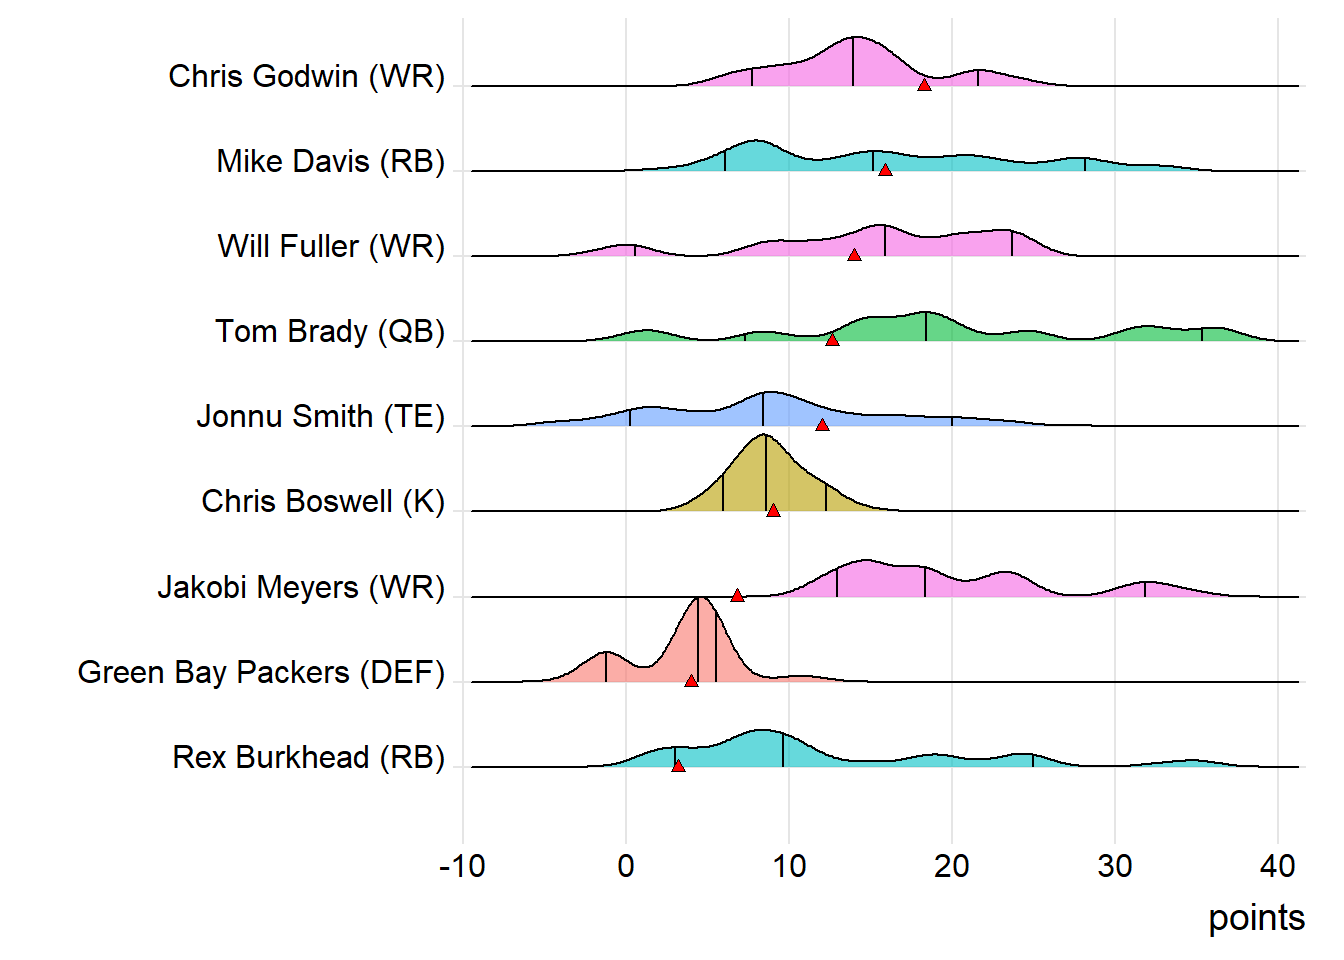 Chris Godwin (WR)
Mike Davis (RB)
Will Fuller (WR)
Tom Brady (QB)
Jonnu Smith (TE)
Chris Boswell (K)
Jakobi Meyers (WR)
Green Bay Packers (DEF)
Rex Burkhead (RB)
-10 0 10 20 30 40
points